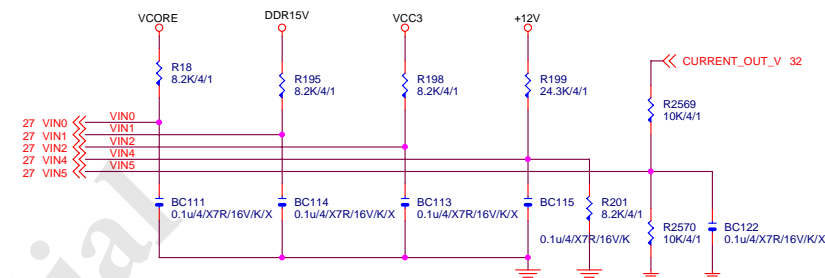 VCORE
DDR15V
VCC3
+12V
R18
8.2K/4/1
R195
8.2K/4/1
R198
8.2K/4/1
R199
24.3K/4/1
CURRENT_OUT_V 32
R2569
10K/4/1
27 VIN0 VIN0
27 VIN1 VIN1
27 VIN2 VIN2
27 VIN4 VIN4
27 VIN5 VIN5
BC111
0.1u/4/X7R/16V/K/X
BC114
0.1u/4/X7R/16V/K/X
BC113
0.1u/4/X7R/16V/K/X
BC115
0.1u/4/X7R/16V/K
R201
8.2K/4/1
R2570
10K/4/1
BC122
0.1u/4/X7R/16V/K/X